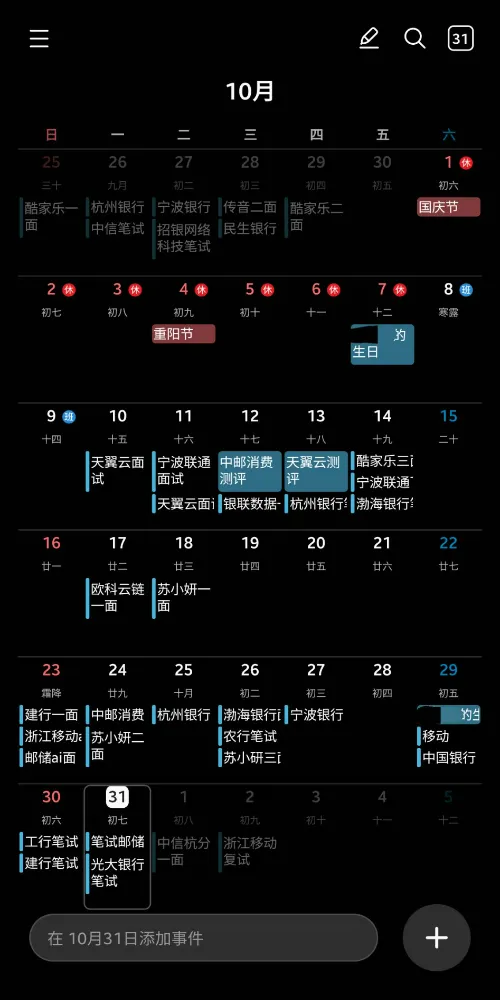 31
10月
日 一 二 三 四 五 六
25 26 27 28 29 30 1 休
三十 九月 初二 初三 初四 初五 初六
酷家乐一 杭州银行 宁波银行 传音二面 酷家乐二 国庆节
面 中信笔试 招银网络 民生银行 面
科技笔试
2 休 3 休 4 休 5 休 6 休 7 休 8 班
初七 初八 初九 初十 十一 十二 寒露
重阳节 的
生日
9 班 10 11 12 13 14 15
十四 十五 十六 十七 十八 十九 二十
天翼云面 宁波联通 中邮消费 天翼云测 酷家乐三
试 面试 测评 评 宁波联通
天翼云面 银联数据 杭州银行 渤海银行
16 17 18 19 20 21 22
廿一 廿二 廿三 廿四 廿五 廿六 廿七
欧科云链 苏小妍一
一面 面
23 24 25 26 27 28 29
霜降 廿九 十月 初二 初三 初四 初五
建行一面 中邮消费 杭州银行 渤海银行 宁波银行 的
浙江移动 苏小妍二 农行笔试 移动
邮储ai面 面 苏小研三 中国银行
30 31 1 2 3 4 5
初六 初七 初八 初九 初十 十一 十二
工行笔试 笔试邮储 中信杭分 浙江移动
建行笔试 光大银行 一面 复试
笔试
在 10月31日添加事件